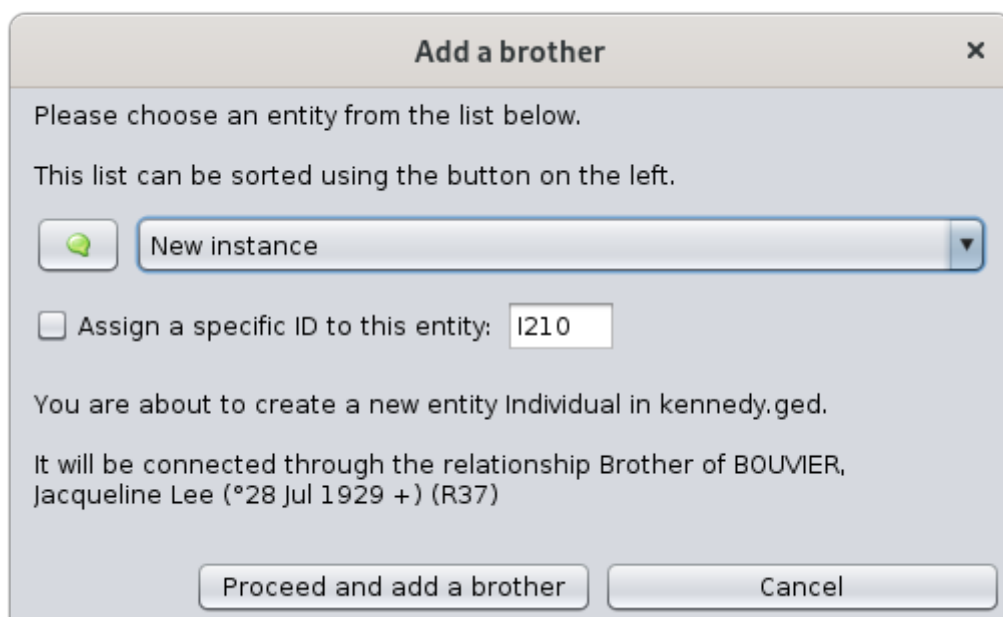 Add a brother ×
Please choose an entity from the list below.
This list can be sorted using the button on the left.
New instance
Assign a specific ID to this entity: I210
You are about to create a new entity Individual in kennedy.ged.
It will be connected through the relationship Brother of BOUVIER,
Jacqueline Lee (°28 Jul 1929 +) (R37)
Proceed and add a brother Cancel